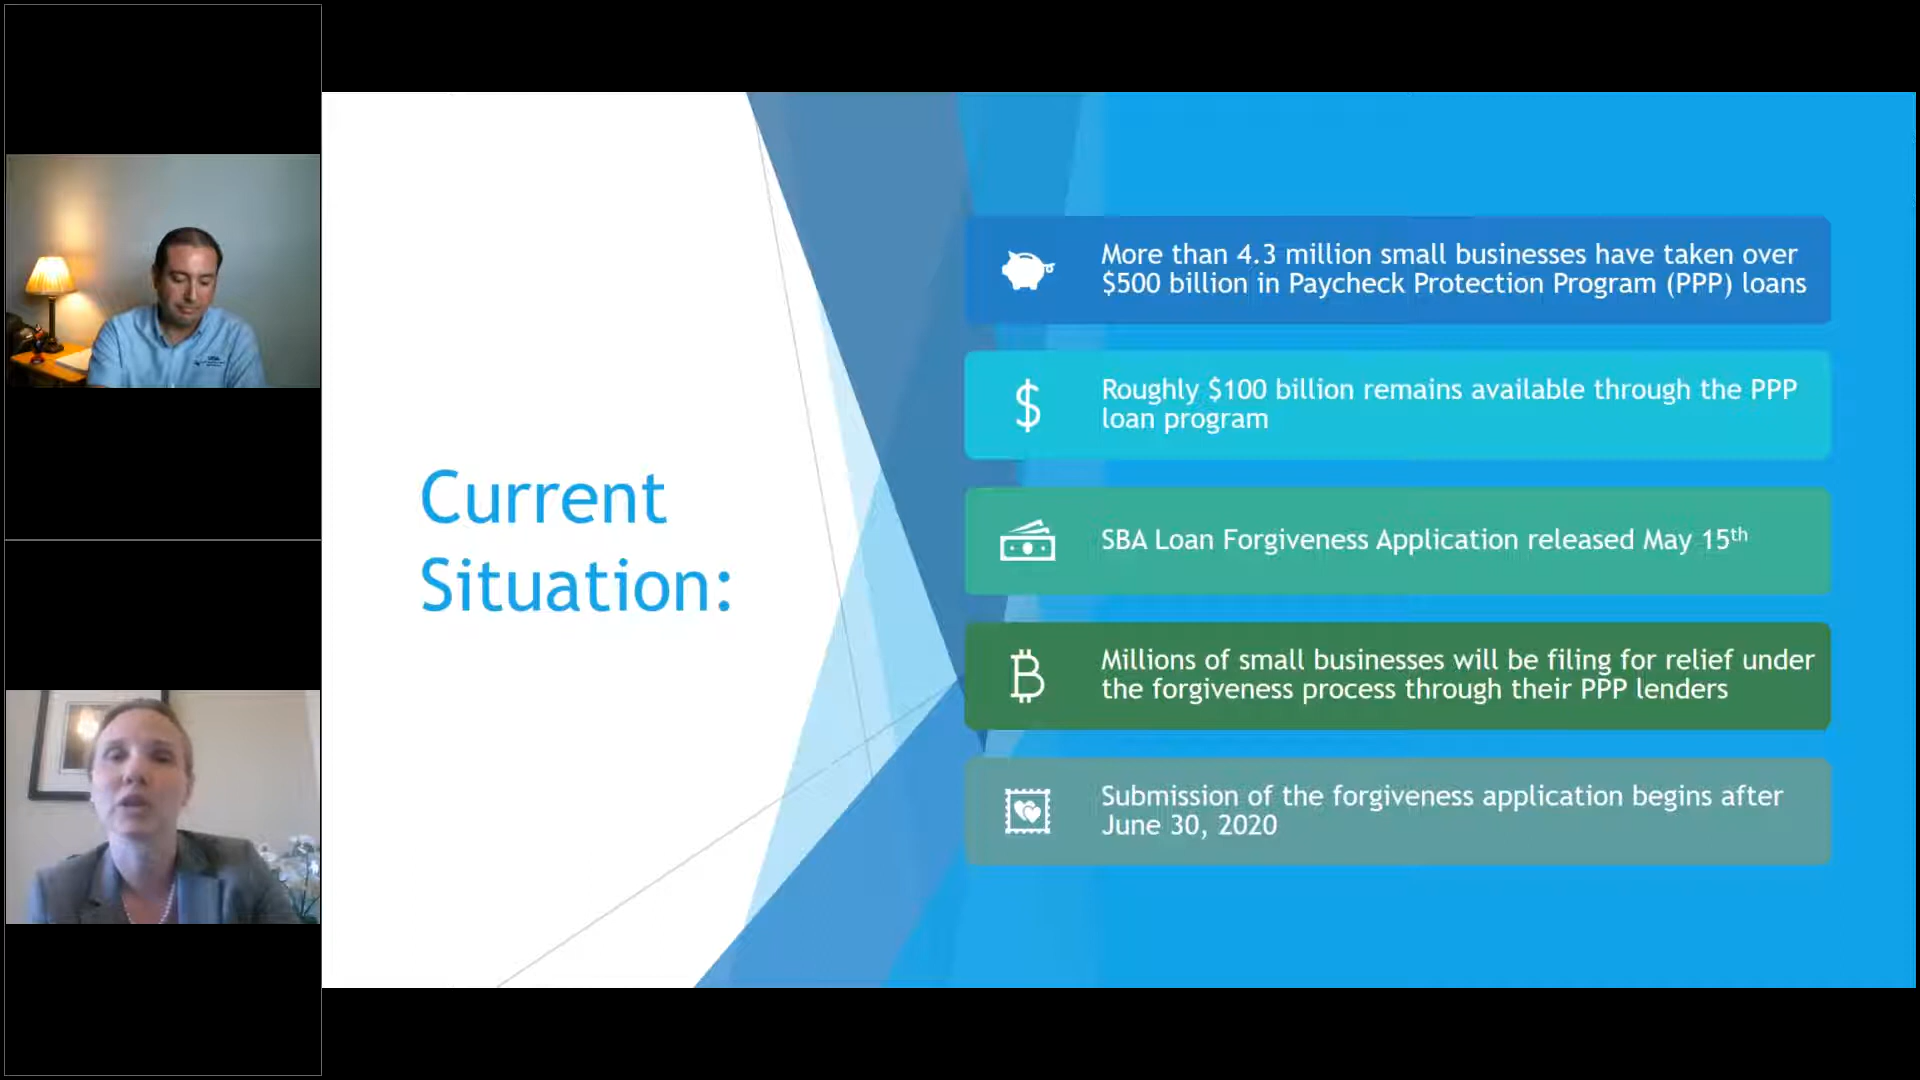 Current
Situation:
More than 4.3 million small businesses have taken over
$500 billion in Paycheck Protection Program (PPP) loans
Roughly $100 billion remains available through the PPP
loan program
SBA Loan Forgiveness Application released May 15th
Millions of small businesses will be filing for relief under
the forgiveness process through their PPP lenders
Submission of the forgiveness application begins after
June 30, 2020